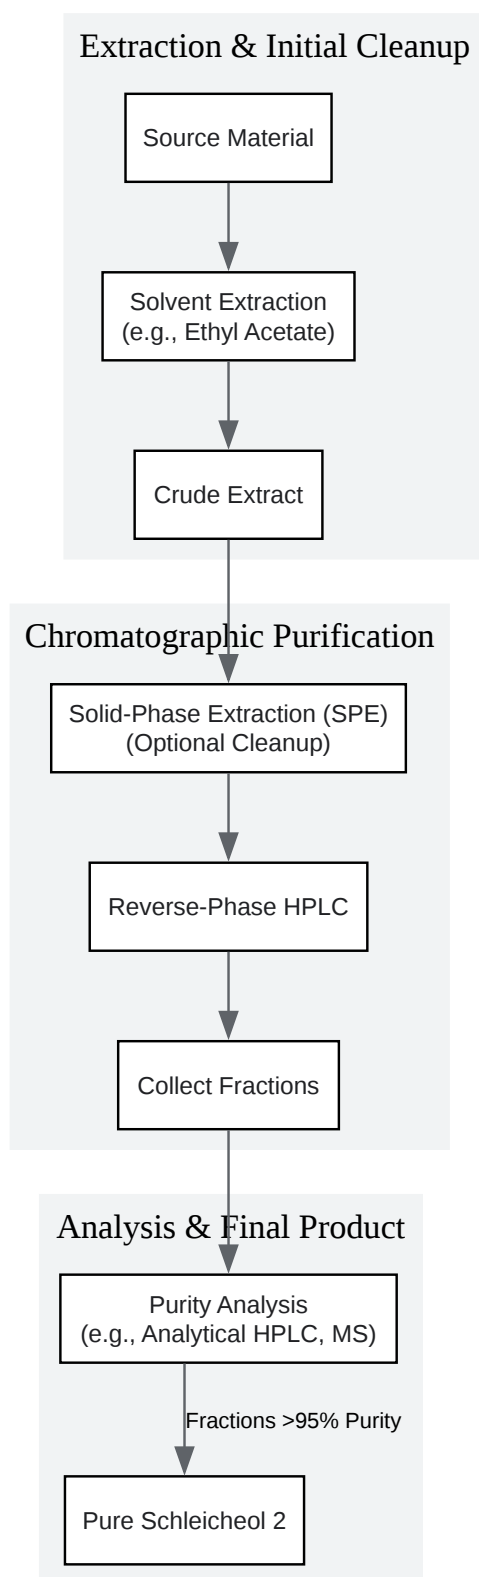 Extraction & Initial Cleanup
Source Material
Solvent Extraction
(e.g., Ethyl Acetate)
Crude Extract
Chromatographic Purification
Solid-Phase Extraction (SPE)
(Optional Cleanup)
Reverse-Phase HPLC
Collect Fractions
Analysis & Final Product
Purity Analysis
(e.g., Analytical HPLC, MS)
Fractions >95% Purity
Pure Schleicheol 2